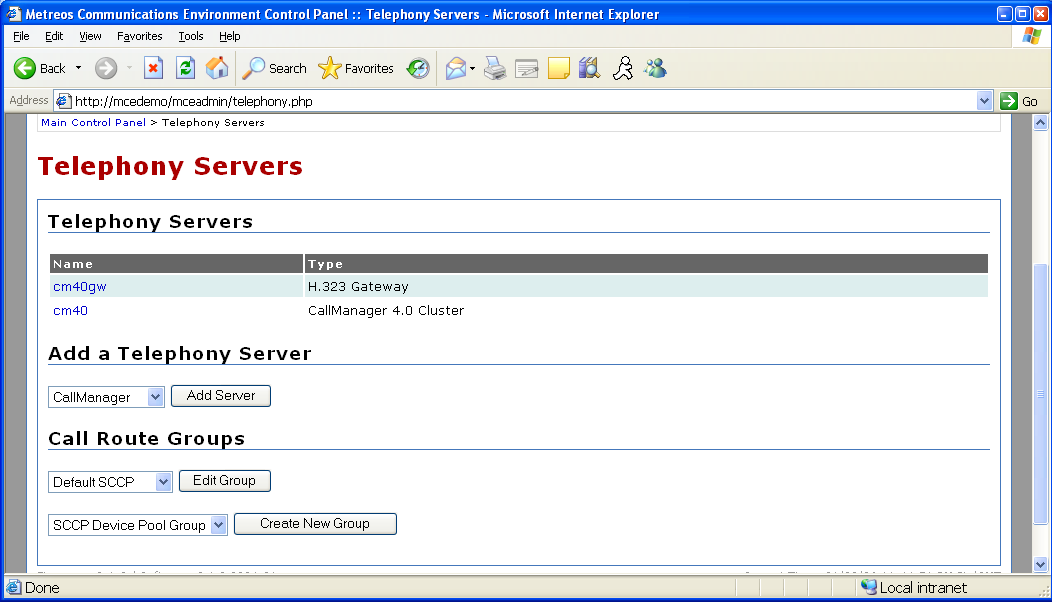 Metreos Communications Environment Control Panel :: Telephony Servers - Microsoft Internet Explorer
File Edit View Favorites Tools Help
Back Search Favorites
Address http://mcedemo/mceadmin/telephony.php Go
Main Control Panel > Telephony Servers
Telephony Servers
Telephony Servers
Name Type
cm40gw H.323 Gateway
cm40 CallManager 4.0 Cluster
Add a Telephony Server
CallManager Add Server
Call Route Groups
Default SCCP Edit Group
SCCP Device Pool Group Create New Group
Done Local intranet